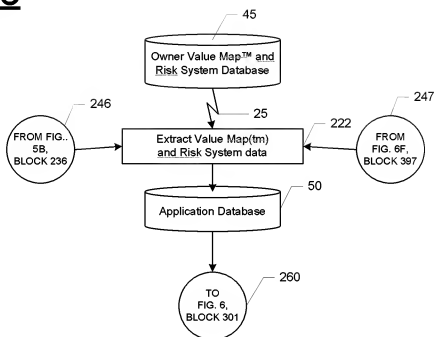 45
Owner Value Map™ and
Risk System Database
246
25
247
FROM FIG..
5B,
BLOCK 236
Extract Value Map(tm)
and Risk System data
222
FROM
FIG. 6F,
BLOCK 397
50
Application Database
260
TO
FIG. 6,
BLOCK 301